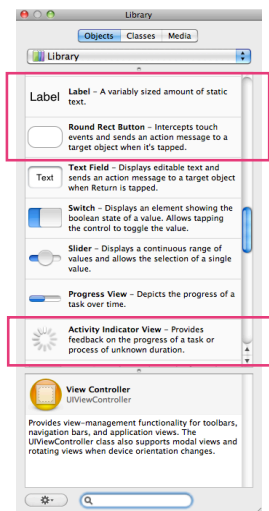 Library
Objects Classes Media
Library
Label Label – A variably sized amount of static
text.
Round Rect Button – Intercepts touch
events and sends an action message to a
target object when it's tapped.
Text Text Field – Displays editable text and
sends an action message to a target object
when Return is tapped.
Switch – Displays an element showing the
boolean state of a value. Allows tapping
the control to toggle the value.
Slider – Displays a continuous range of
values and allows the selection of a single
value.
Progress View – Depicts the progress of a
task over time.
Activity Indicator View – Provides
feedback on the progress of a task or
process of unknown duration.
View Controller
UIViewController
Provides view-management functionality for toolbars,
navigation bars, and application views. The
UIViewController class also supports modal views and
rotating views when device orientation changes.